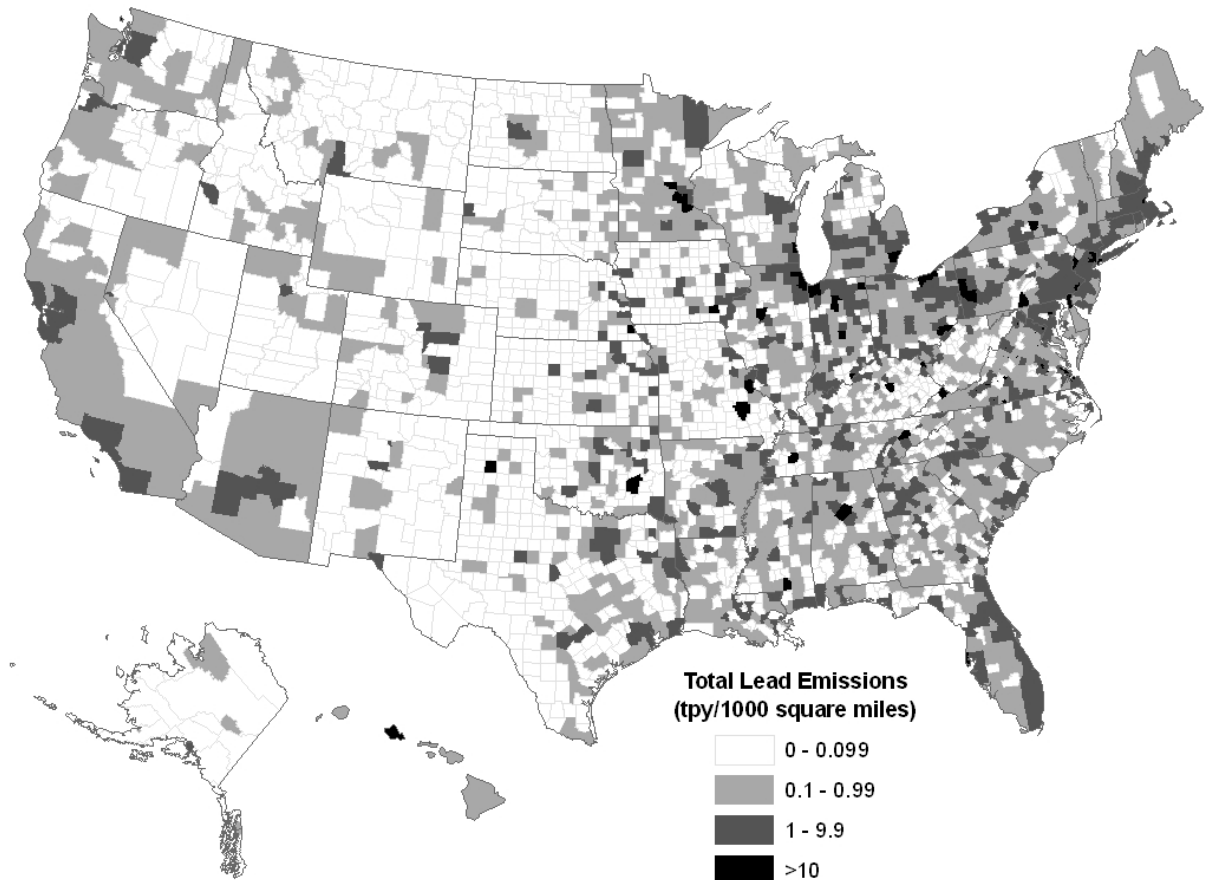 Total Lead Emissions
(tpy/1000 square miles)
0 - 0.099
0.1 - 0.99
1 - 9.9
>10